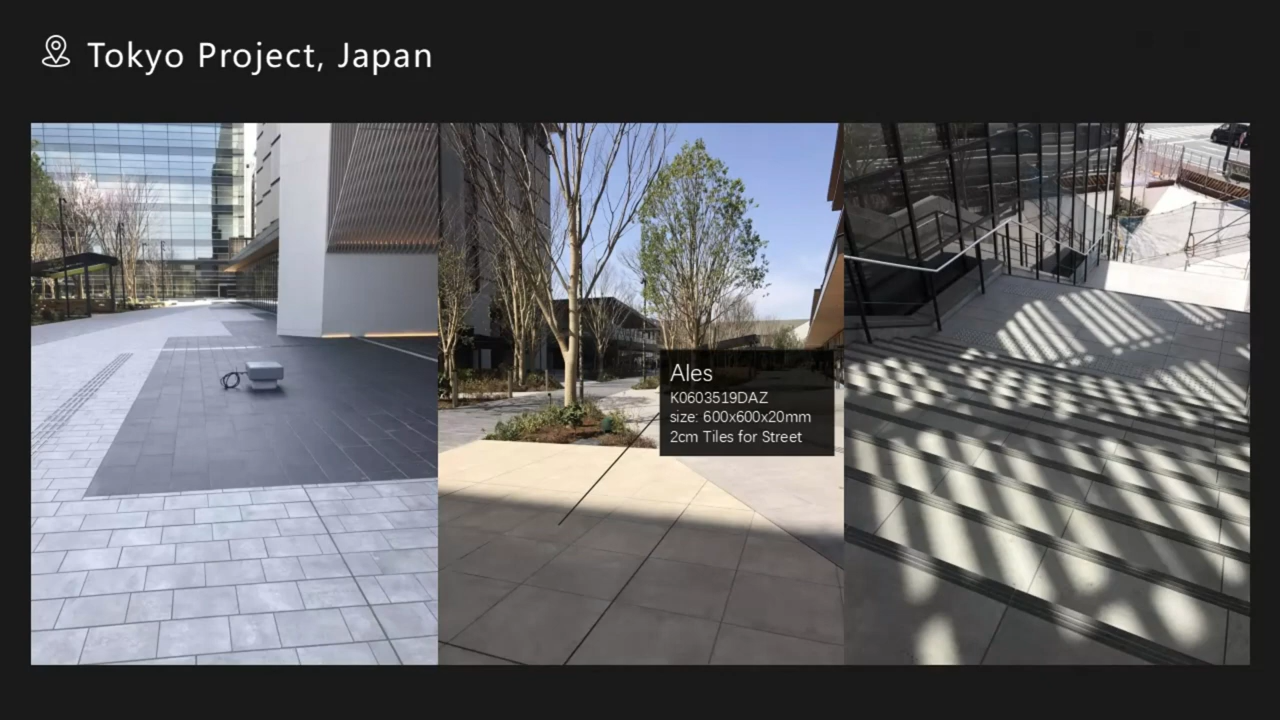 Tokyo Project, Japan
Ales
K0603519DAZ
size: 600x600x20mm
2cm Tiles for Street